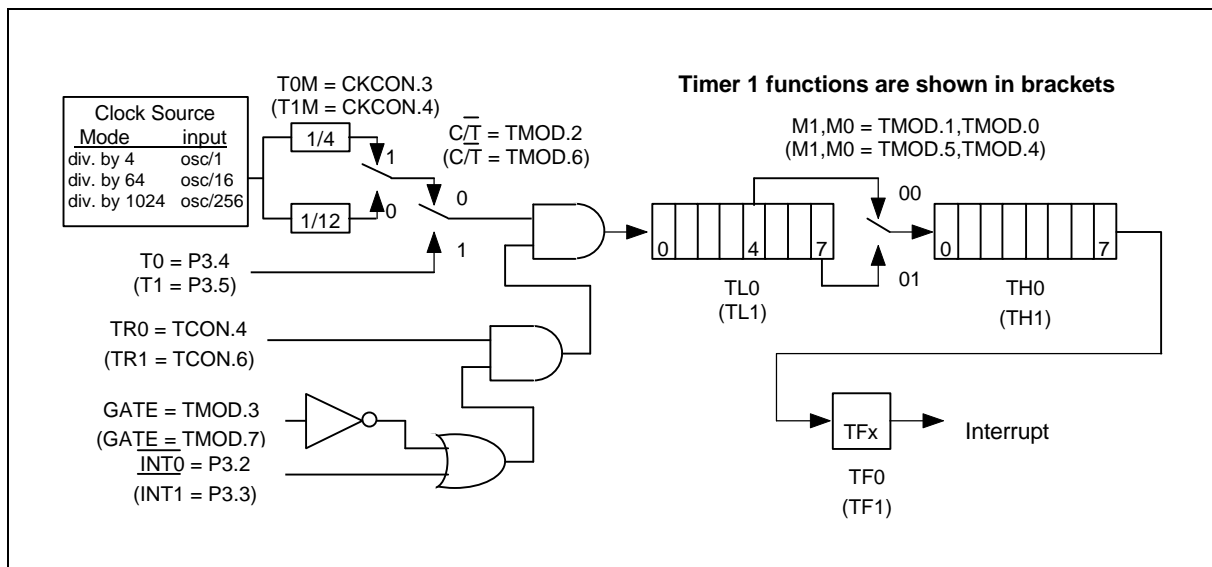 Timer 1 functions are shown in brackets
T0M = CKCON.3
(T1M = CKCON.4)
Clock Source
Mode input
div. by 4 osc/1
div. by 64 osc/16
div. by 1024 osc/256
1/4
1/12
1
0
C/T̅ = TMOD.2
(C/T̅ = TMOD.6)
0
1
M1,M0 = TMOD.1,TMOD.0
(M1,M0 = TMOD.5,TMOD.4)
00
01
0 4 7
0 7
T0 = P3.4
(T1 = P3.5)
TL0
(TL1)
TH0
(TH1)
TR0 = TCON.4
(TR1 = TCON.6)
GATE = TMOD.3
(GATE = TMOD.7)
I̅N̅T̅0̅ = P3.2
(I̅N̅T̅1̅ = P3.3)
TFx
Interrupt
TF0
(TF1)